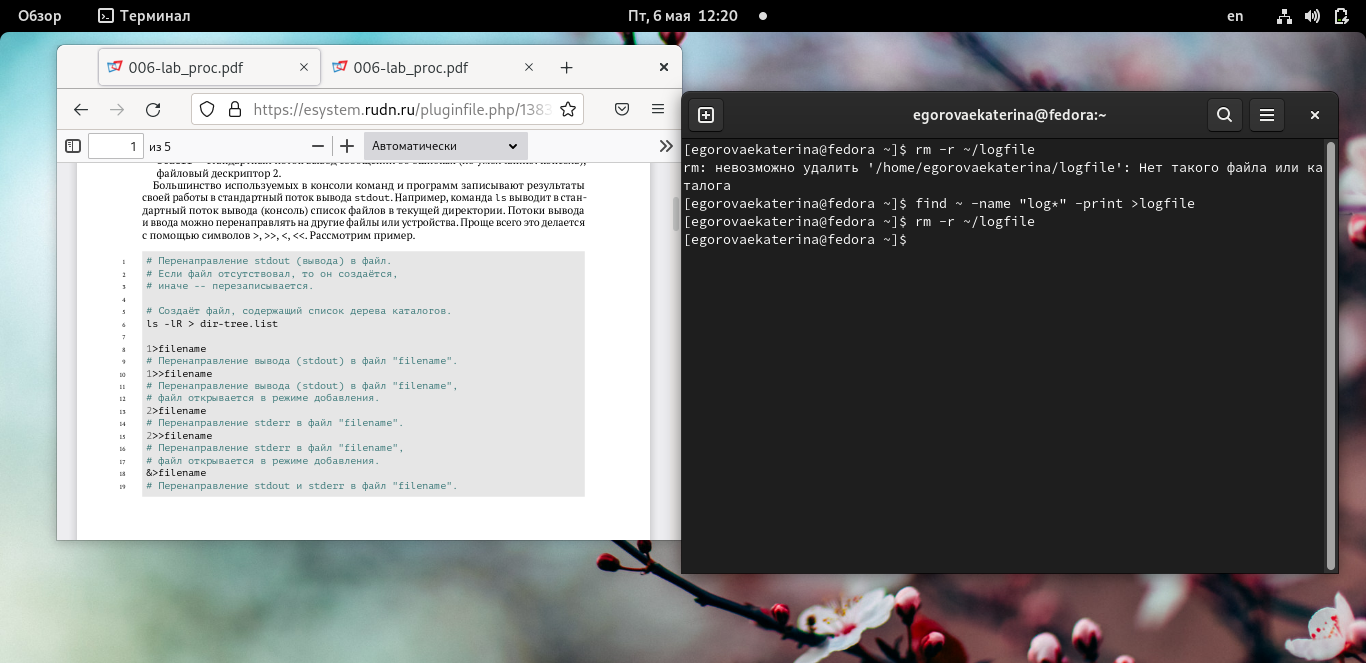 Обзор
Терминал
Пт, 6 мая 12:20
en
006-lab_proc.pdf
006-lab_proc.pdf
https://esystem.rudn.ru/pluginfile.php/1383
1 из 5
Автоматически
файловый дескриптор 2.
Большинство используемых в консоли команд и программ записывают результаты
своей работы в стандартный поток вывода stdout. Например, команда ls выводит в стан-
дартный поток вывода (консоль) список файлов в текущей директории. Потоки вывода
и ввода можно перенаправлять на другие файлы или устройства. Проще всего это делается
с помощью символов >, >>, <, <<. Рассмотрим пример.
1 # Перенаправление stdout (вывода) в файл.
2 # Если файл отсутствовал, то он создаётся,
3 # иначе -- перезаписывается.
4
5 # Создаёт файл, содержащий список дерева каталогов.
6 ls -lR > dir-tree.list
7
8 1>filename
9 # Перенаправление вывода (stdout) в файл "filename".
10 1>>filename
11 # Перенаправление вывода (stdout) в файл "filename",
12 # файл открывается в режиме добавления.
13 2>filename
14 # Перенаправление stderr в файл "filename".
15 2>>filename
16 # Перенаправление stderr в файл "filename",
17 # файл открывается в режиме добавления.
18 &>filename
19 # Перенаправление stdout и stderr в файл "filename".
egorovaekaterina@fedora:~
[egorovaekaterina@fedora ~]$ rm -r ~/logfile
rm: невозможно удалить '/home/egorovaekaterina/logfile': Нет такого файла или ка
талога
[egorovaekaterina@fedora ~]$ find ~ -name "log*" -print >logfile
[egorovaekaterina@fedora ~]$ rm -r ~/logfile
[egorovaekaterina@fedora ~]$